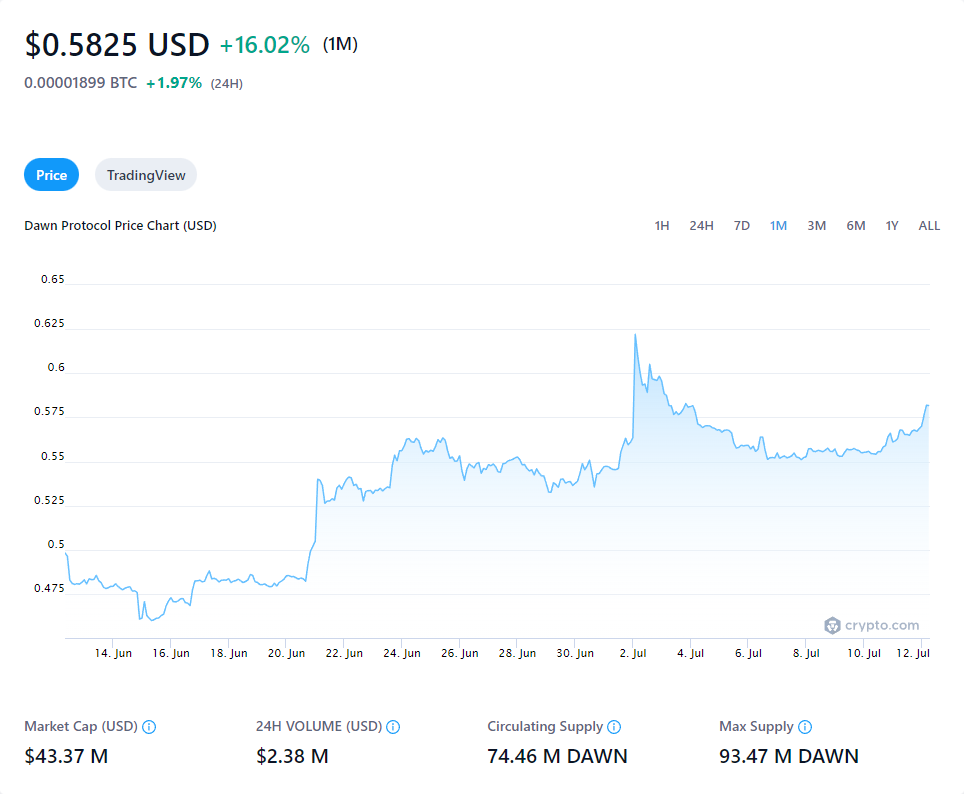 $0.5825 USD +16.02% (1M)
0.00001899 BTC +1.97% (24H)
Price TradingView
Dawn Protocol Price Chart (USD) 1H 24H 7D 1M 3M 6M 1Y ALL
0.65
0.625
0.6
0.575
0.55
0.525
0.5
0.475
crypto.com
14. Jun 16. Jun 18. Jun 20. Jun 22. Jun 24. Jun 26. Jun 28. Jun 30. Jun 2. Jul 4. Jul 6. Jul 8. Jul 10. Jul 12. Jul
Market Cap (USD) 24H VOLUME (USD) Circulating Supply Max Supply
$43.37 M $2.38 M 74.46 M DAWN 93.47 M DAWN